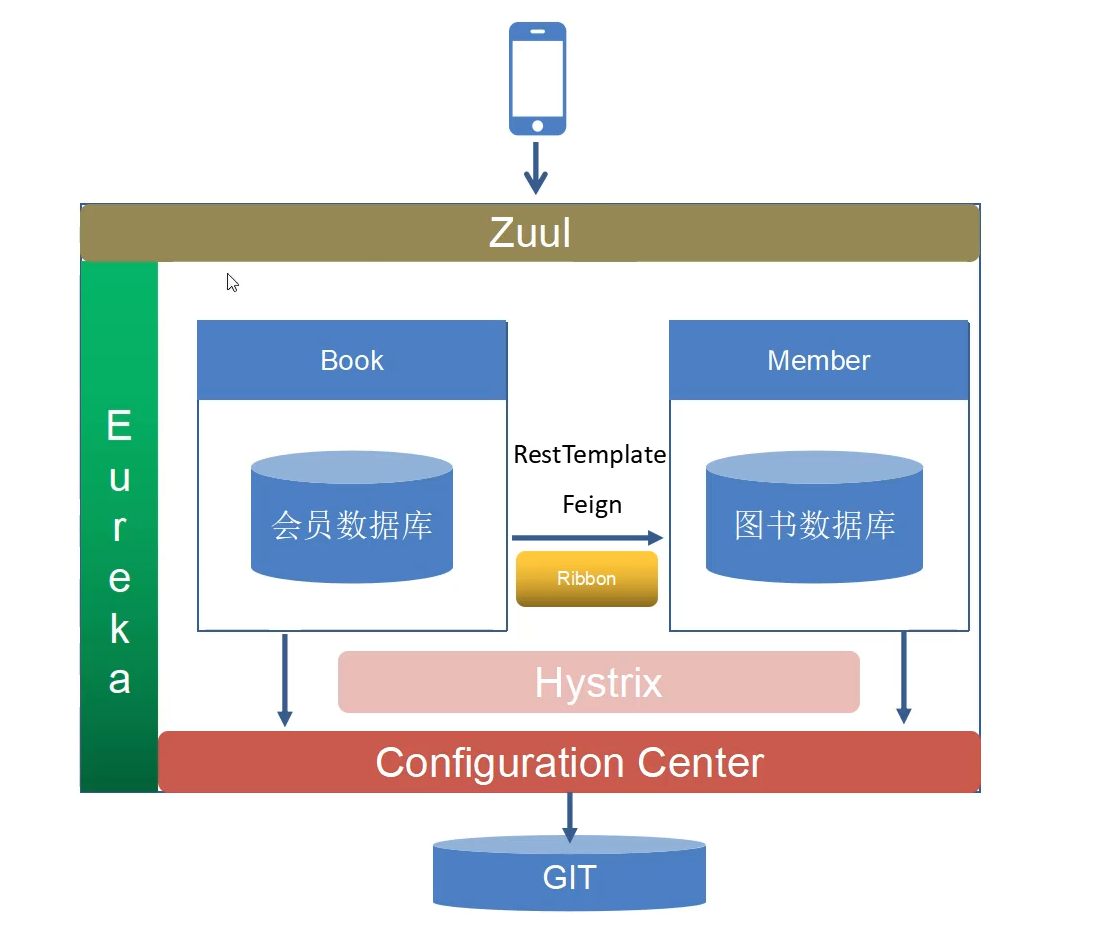 Zuul
Eureka
Book
Member
RestTemplate
Feign
会员数据库
图书数据库
Ribbon
Hystrix
Configuration Center
GIT